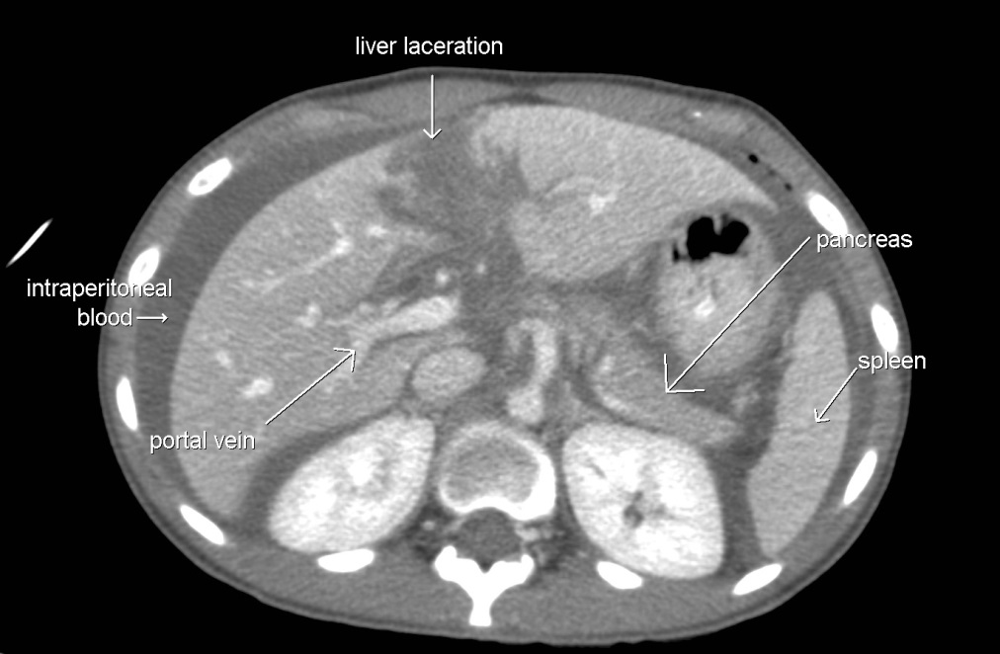 liver laceration
pancreas
intraperitoneal
blood
spleen
portal vein